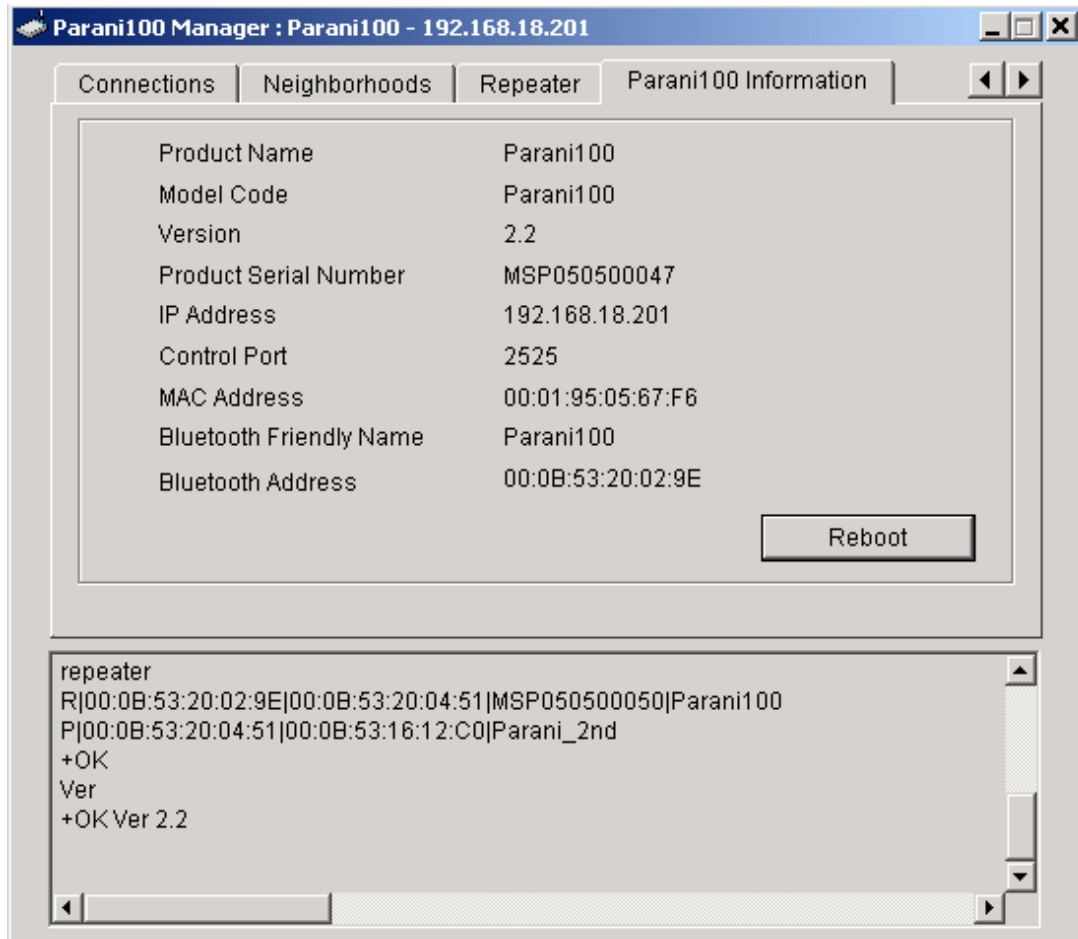 Parani100 Manager : Parani100 - 192.168.18.201
Connections Neighborhoods Repeater Parani100 Information
Product Name Parani100
Model Code Parani100
Version 2.2
Product Serial Number MSP050500047
IP Address 192.168.18.201
Control Port 2525
MAC Address 00:01:95:05:67:F6
Bluetooth Friendly Name Parani100
Bluetooth Address 00:0B:53:20:02:9E
Reboot
repeater
R|00:0B:53:20:02:9E|00:0B:53:20:04:51|MSP050500050|Parani100
P|00:0B:53:20:04:51|00:0B:53:16:12:C0|Parani_2nd
+OK
Ver
+OK Ver 2.2